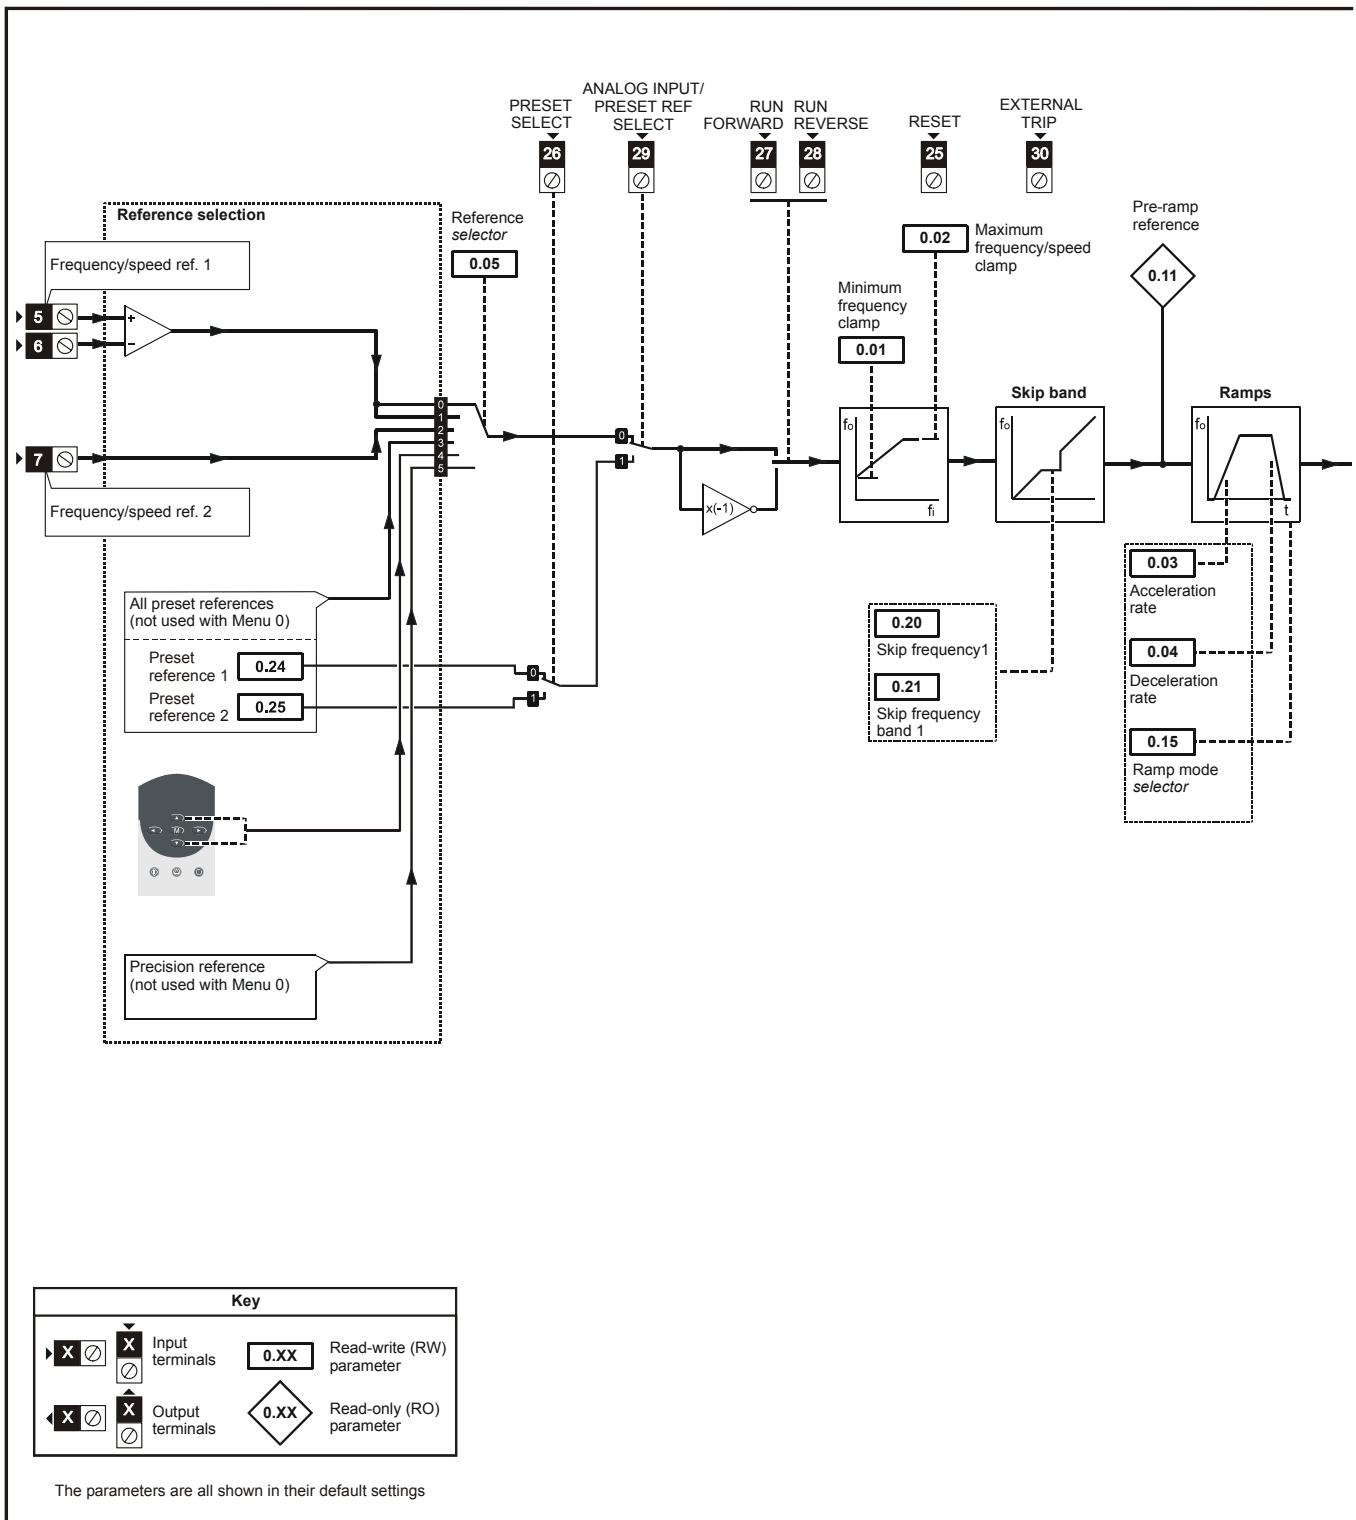 PRESET
SELECT
26
ANALOG INPUT/
PRESET REF
SELECT
29
RUN
FORWARD
27
RUN
REVERSE
28
RESET
25
EXTERNAL
TRIP
30
Reference selection
Frequency/speed ref. 1
5
6
+
−
7
Frequency/speed ref. 2
0
1
2
3
4
5
Reference
selector
0.05
0
1
x(-1)
Minimum
frequency
clamp
0.01
0.02
Maximum
frequency/speed
clamp
fo
fi
Skip band
fo
Pre-ramp
reference
0.11
Ramps
fo
t
All preset references
(not used with Menu 0)
Preset
reference 1
0.24
Preset
reference 2
0.25
0
1
M
Precision reference
(not used with Menu 0)
0.20
Skip frequency1
0.21
Skip frequency
band 1
0.03
Acceleration
rate
0.04
Deceleration
rate
0.15
Ramp mode
selector
Key
X
X
Input
terminals
0.XX
Read-write (RW)
parameter
X
X
Output
terminals
0.XX
Read-only (RO)
parameter
The parameters are all shown in their default settings